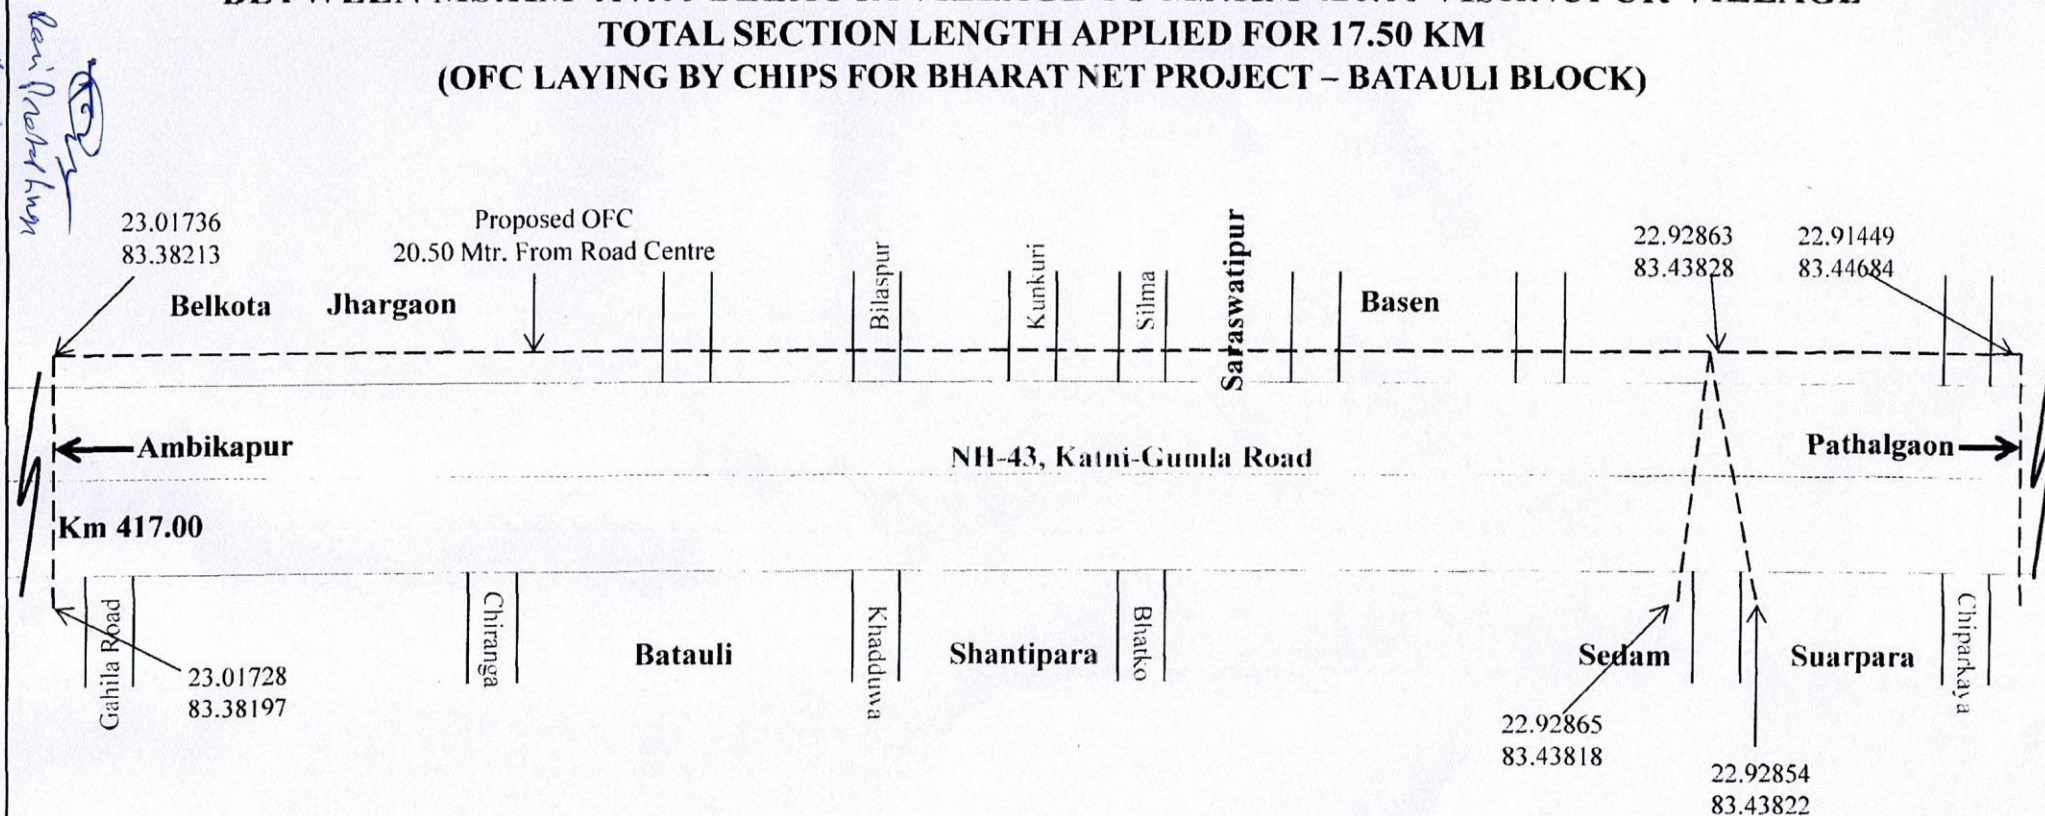 TOTAL SECTION LENGTH APPLIED FOR 17.50 KM
(OFC LAYING BY CHIPS FOR BHARAT NET PROJECT – BATAULI BLOCK)
23.01736
83.38213
Proposed OFC
20.50 Mtr. From Road Centre
22.92863
83.43828
22.91449
83.44684
Belkota
Jhargaon
Bilaspur
Kunkuri
Silma
Saraswatipur
Basen
Ambikapur
NH-43, Katni-Gumla Road
Pathalgaon
Km 417.00
Gahila Road
Chiranga
Batauli
Khadduwa
Shantipara
Bhatko
Sedam
Suarpara
Chiparkaya
23.01728
83.38197
22.92865
83.43818
22.92854
83.43822